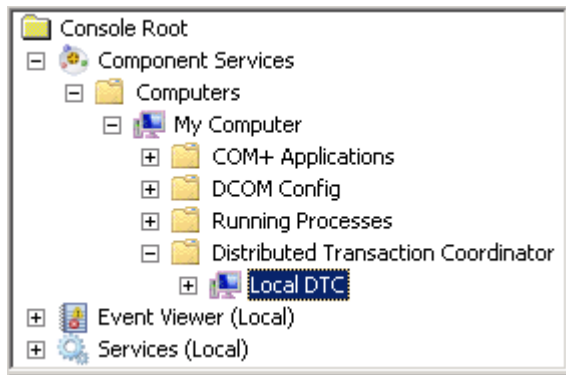 Console Root
Component Services
Computers
My Computer
COM+ Applications
DCOM Config
Running Processes
Distributed Transaction Coordinator
Local DTC
Event Viewer (Local)
Services (Local)